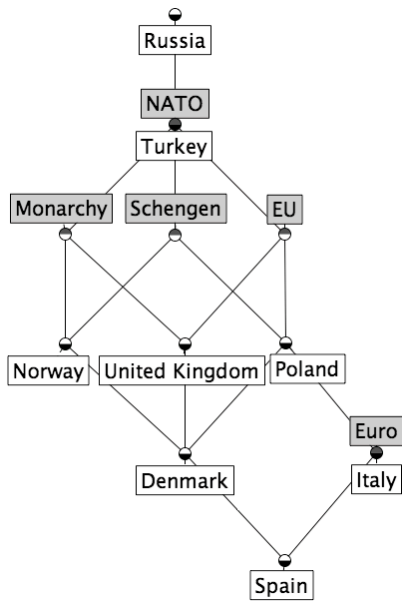 Russia
NATO
Turkey
Monarchy
Schengen
EU
Norway
United Kingdom
Poland
Euro
Denmark
Italy
Spain